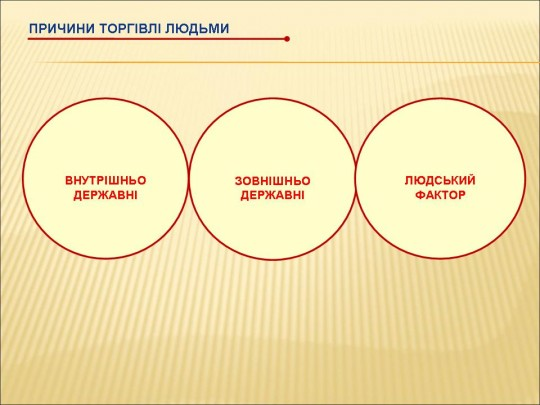 ПРИЧИНИ ТОРГІВЛІ ЛЮДЬМИ
ВНУТРІШНЬО
ДЕРЖАВНІ
ЗОВНІШНЬО
ДЕРЖАВНІ
ЛЮДСЬКИЙ
ФАКТОР